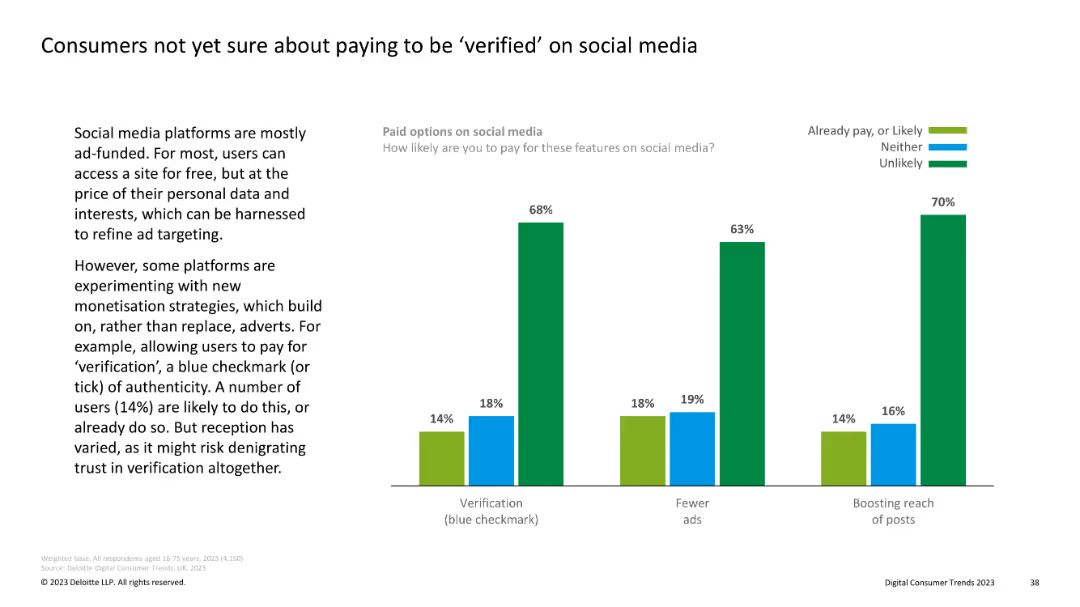 Consumers not yet sure about paying to be ‘verified’ on social media
Social media platforms are mostly
ad-funded. For most, users can
access a site for free, but at the
price of their personal data and
interests, which can be harnessed
to refine ad targeting.
However, some platforms are
experimenting with new
monetisation strategies, which build
on, rather than replace, adverts. For
example, allowing users to pay for
‘verification’, a blue checkmark (or
tick) of authenticity. A number of
users (14%) are likely to do this, or
already do so. But reception has
varied, as it might risk denigrating
trust in verification altogether.
Paid options on social media
How likely are you to pay for these features on social media?
Already pay, or Likely
Neither
Unlikely
14%
18%
68%
18%
19%
63%
14%
16%
70%
Verification
(blue checkmark)
Fewer
ads
Boosting reach
of posts
Weighted base. All respondents aged 16-75 years, 2023 (4,150)
Source: Deloitte Digital Consumer Trends, UK, 2023
© 2023 Deloitte LLP. All rights reserved.
Digital Consumer Trends 2023
38